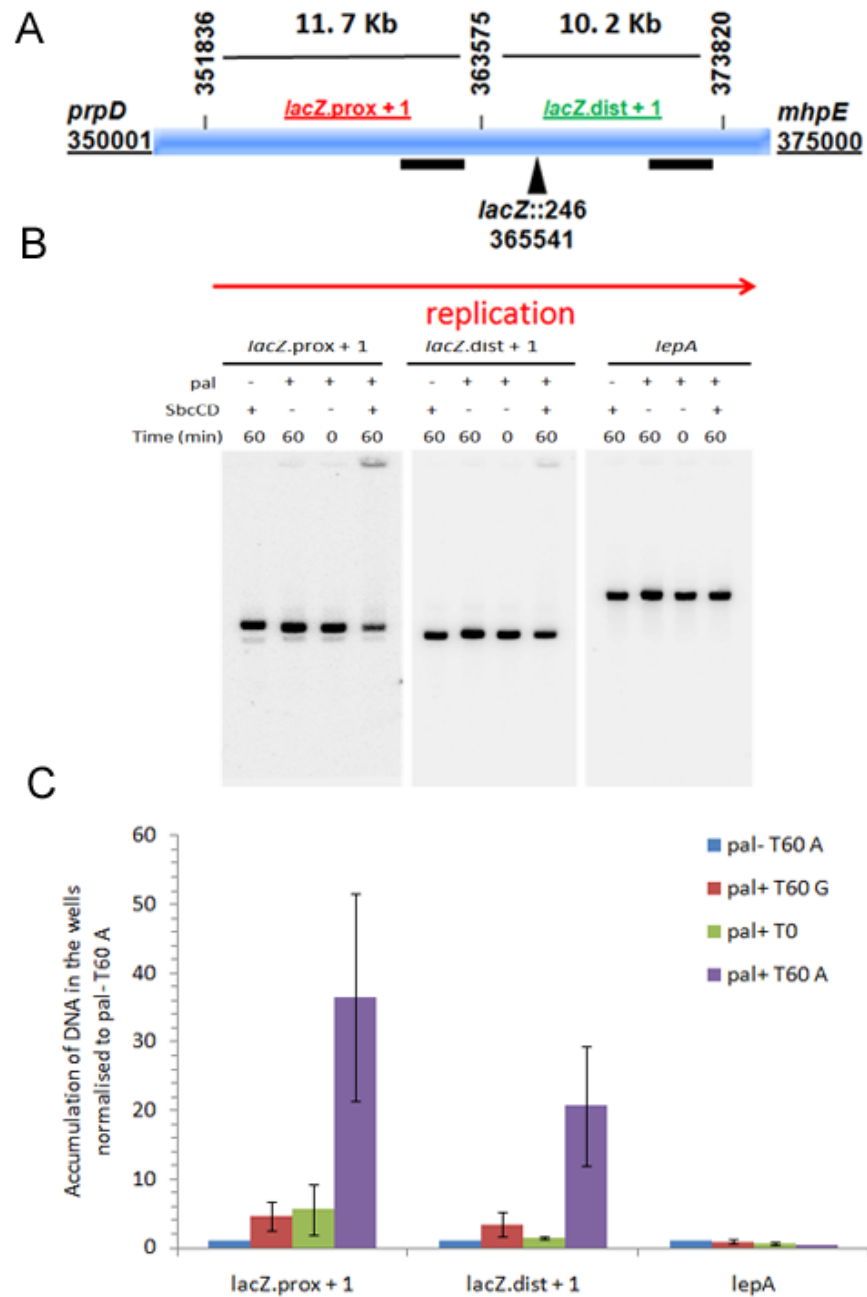 A
11. 7 Kb 10. 2 Kb
351836 363575 373820
prpD lacZ.prox + 1 lacZ.dist + 1 mhpE
350001 375000
lacZ::246
365541
B
replication
lacZ.prox + 1 lacZ.dist + 1 lepA
pal - + + + - + + + - + + +
SbcCD + - - + + - - + + - - +
Time (min) 60 60 0 60 60 60 0 60 60 60 0 60
C
Accumulation of DNA in the wells
normalised to pal- T60 A
60
50
40
30
20
10
0
pal- T60 A
pal+ T60 G
pal+ T0
pal+ T60 A
lacZ.prox + 1 lacZ.dist + 1 lepA